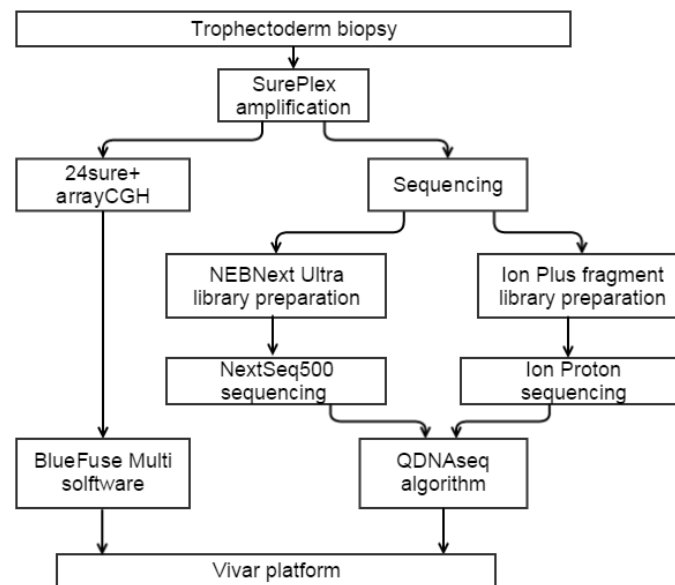 Trophectoderm biopsy
SurePlex
amplification
24sure+
arrayCGH
Sequencing
NEBNext Ultra
library preparation
Ion Plus fragment
library preparation
NextSeq500
sequencing
Ion Proton
sequencing
BlueFuse Multi
solftware
QDNAseq
algorithm
Vivar platform